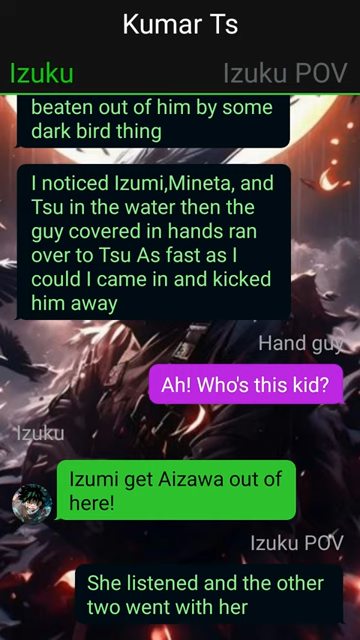 Kumar Ts
Izuku
Izuku POV
beaten out of him by some
dark bird thing
I noticed Izumi,Mineta, and
Tsu in the water then the
guy covered in hands ran
over to Tsu As fast as I
could I came in and kicked
him away
Hand guy
Ah! Who's this kid?
Izuku
Izumi get Aizawa out of
here!
Izuku POV
She listened and the other
two went with her